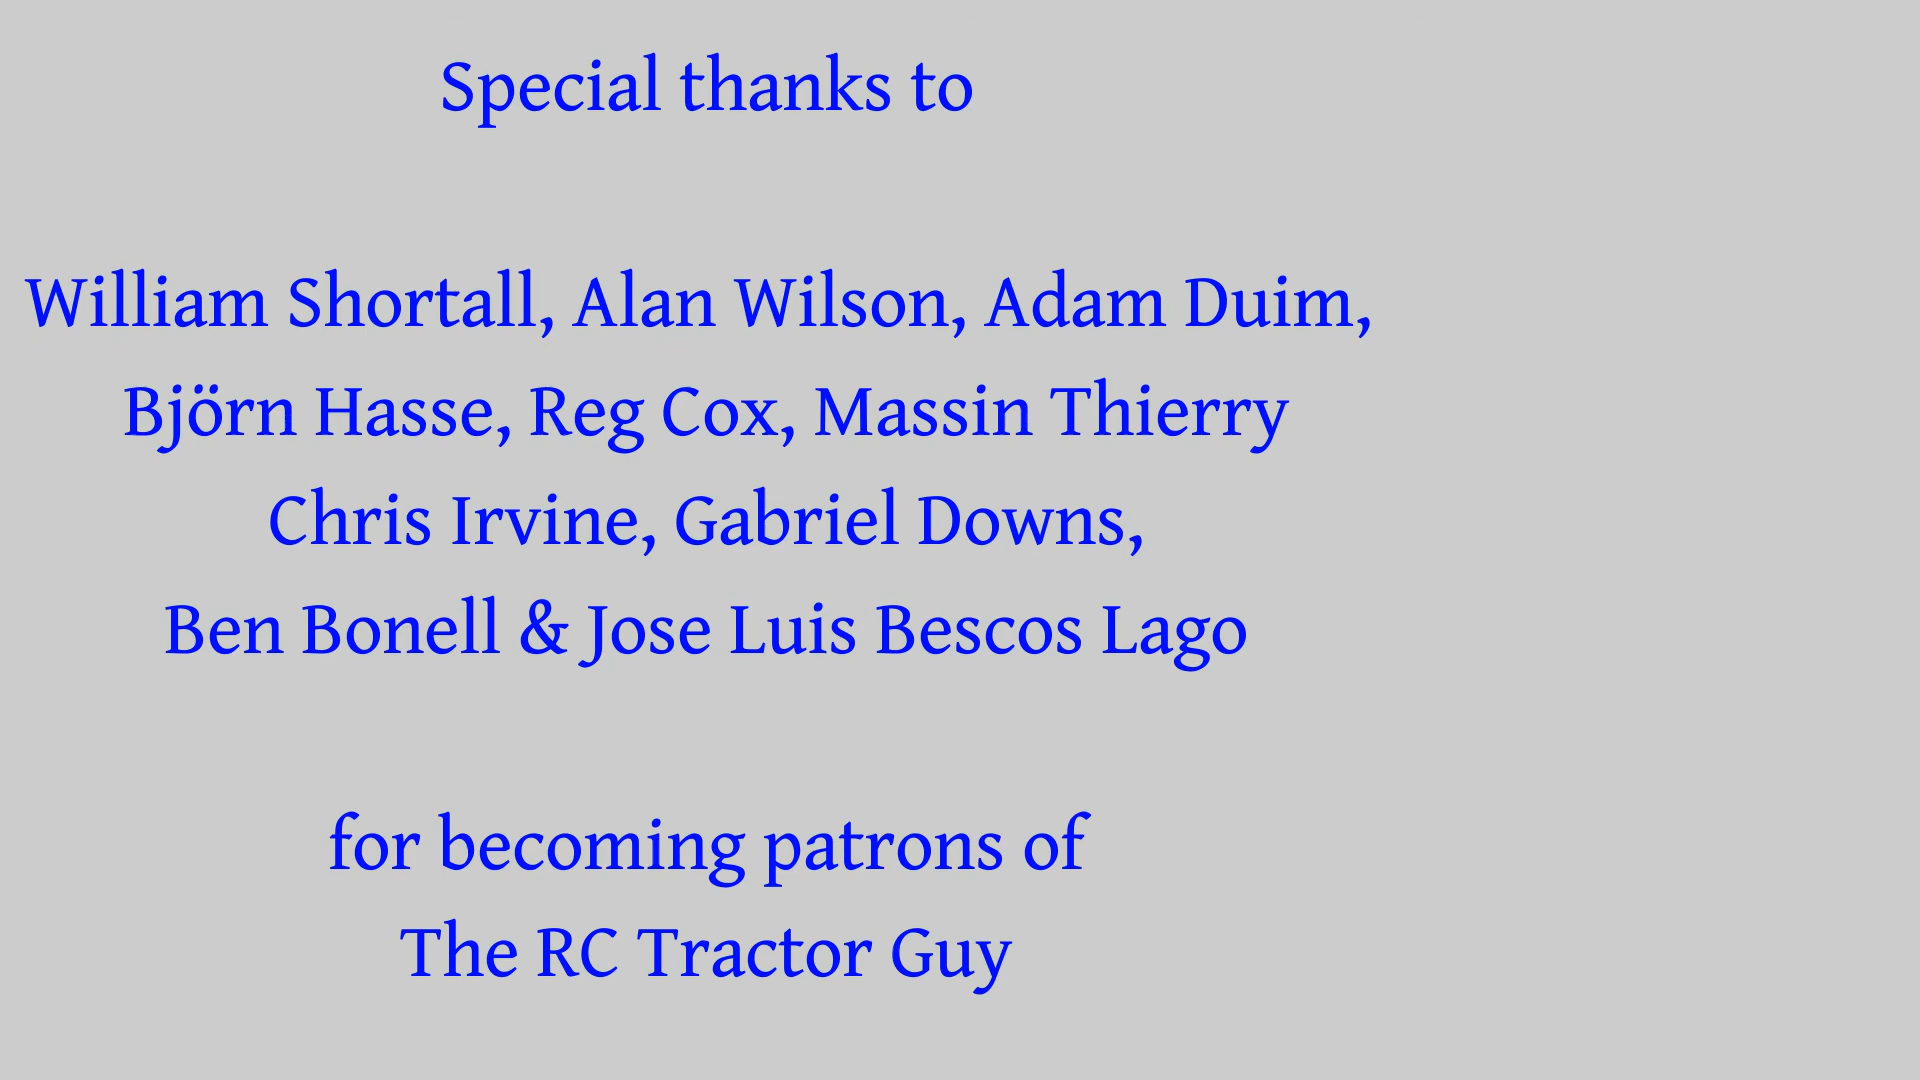 Special thanks to
William Shortall, Alan Wilson, Adam Duim,
Björn Hasse, Reg Cox, Massin Thierry
Chris Irvine, Gabriel Downs,
Ben Bonell & Jose Luis Bescos Lago
for becoming patrons of
The RC Tractor Guy